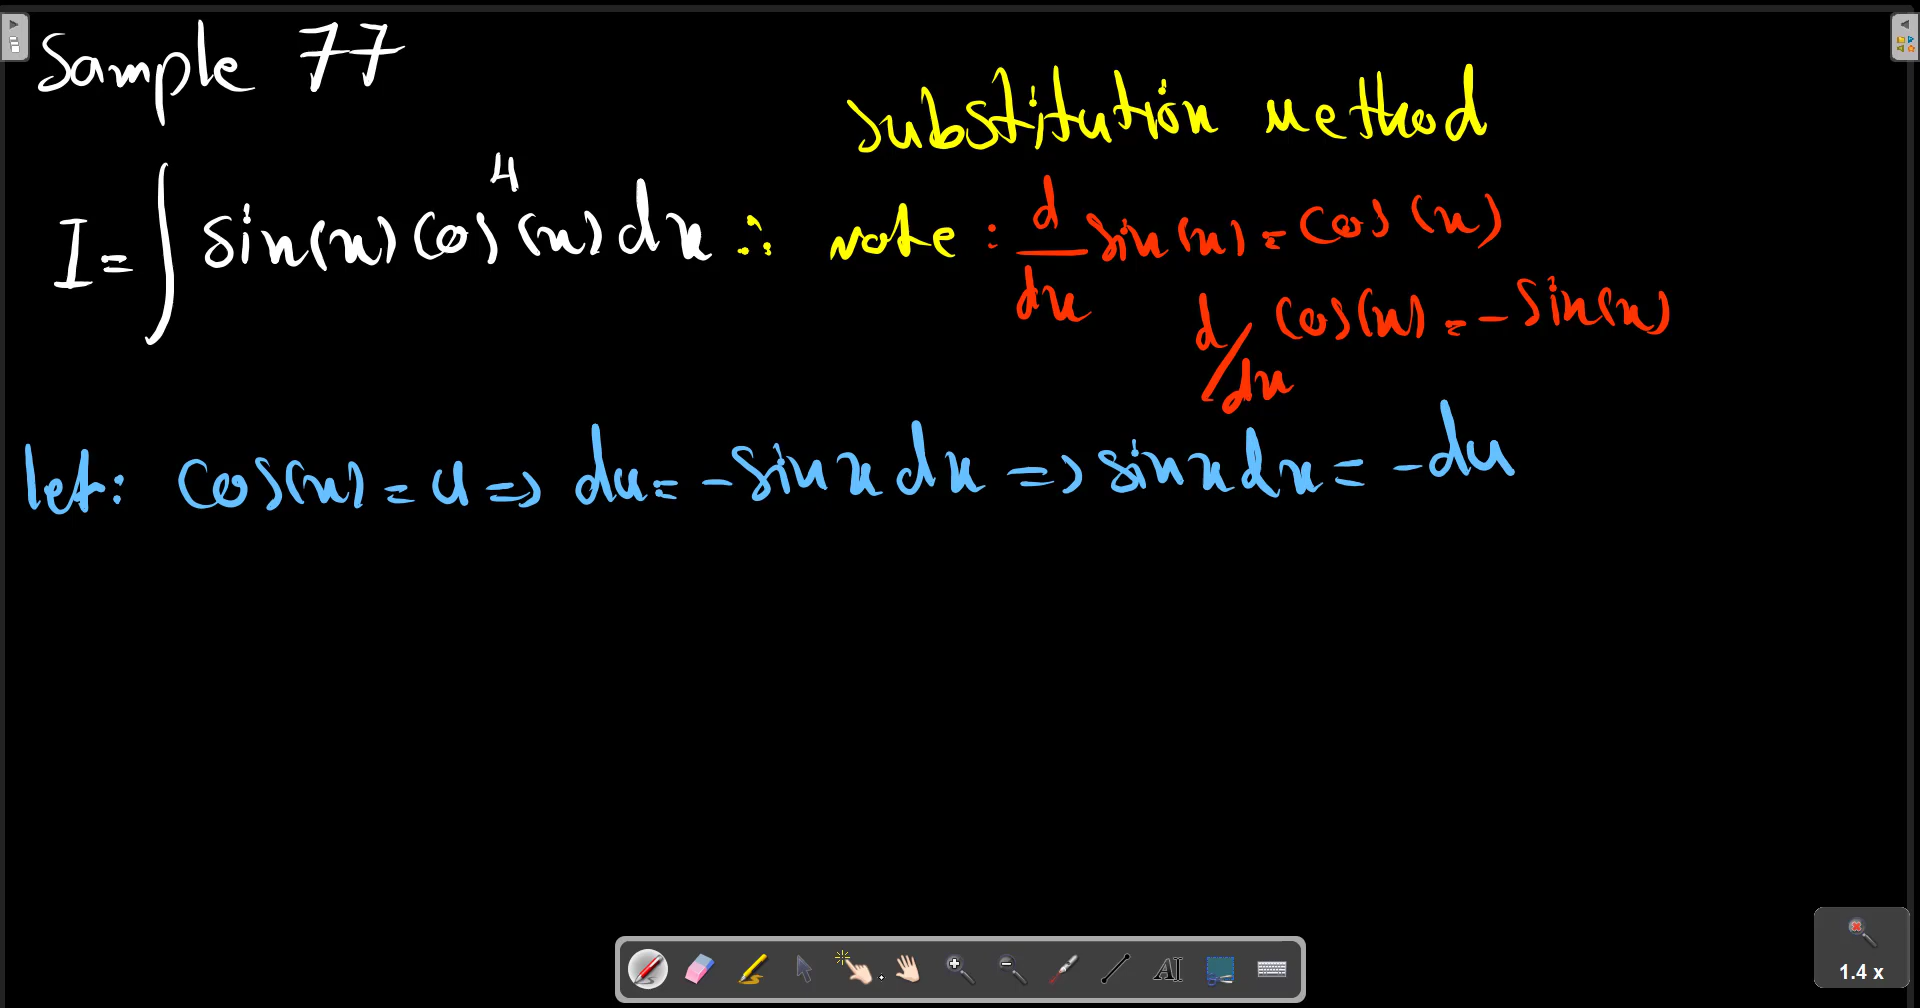 Sample 77
Substitution method
I = ∫ sin(x) cos⁴(x) dx ∴ note : d/dx sin(x) = cos(x)
d/dx cos(x) = - sin(x)
let: cos(x) = u => du = - sin x dx => sin x dx = - du
AI
1.4 x